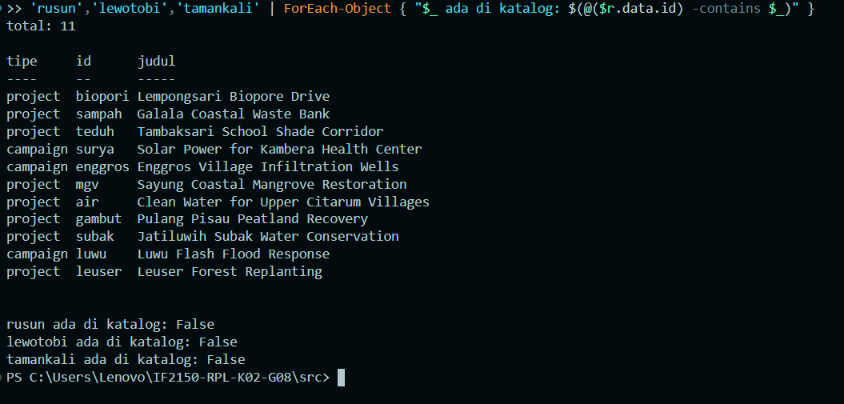 >> 'rusun','lewotobi','tamankali' | ForEach-Object { "$_ ada di katalog: $(@($r.data.id) -contains $_)" }
total: 11

tipe     id      judul
----     --      -----
project  biopori Lempongsari Biopore Drive
project  sampah  Galala Coastal Waste Bank
project  teduh   Tambaksari School Shade Corridor
campaign surya   Solar Power for Kambera Health Center
campaign enggros Enggros Village Infiltration Wells
project  mgv     Sayung Coastal Mangrove Restoration
project  air     Clean Water for Upper Citarum Villages
project  gambut  Pulang Pisau Peatland Recovery
project  subak   Jatiluwih Subak Water Conservation
campaign luwu    Luwu Flash Flood Response
project  leuser  Leuser Forest Replanting

rusun ada di katalog: False
lewotobi ada di katalog: False
tamankali ada di katalog: False
PS C:\Users\Lenovo\IF2150-RPL-K02-G08\src>